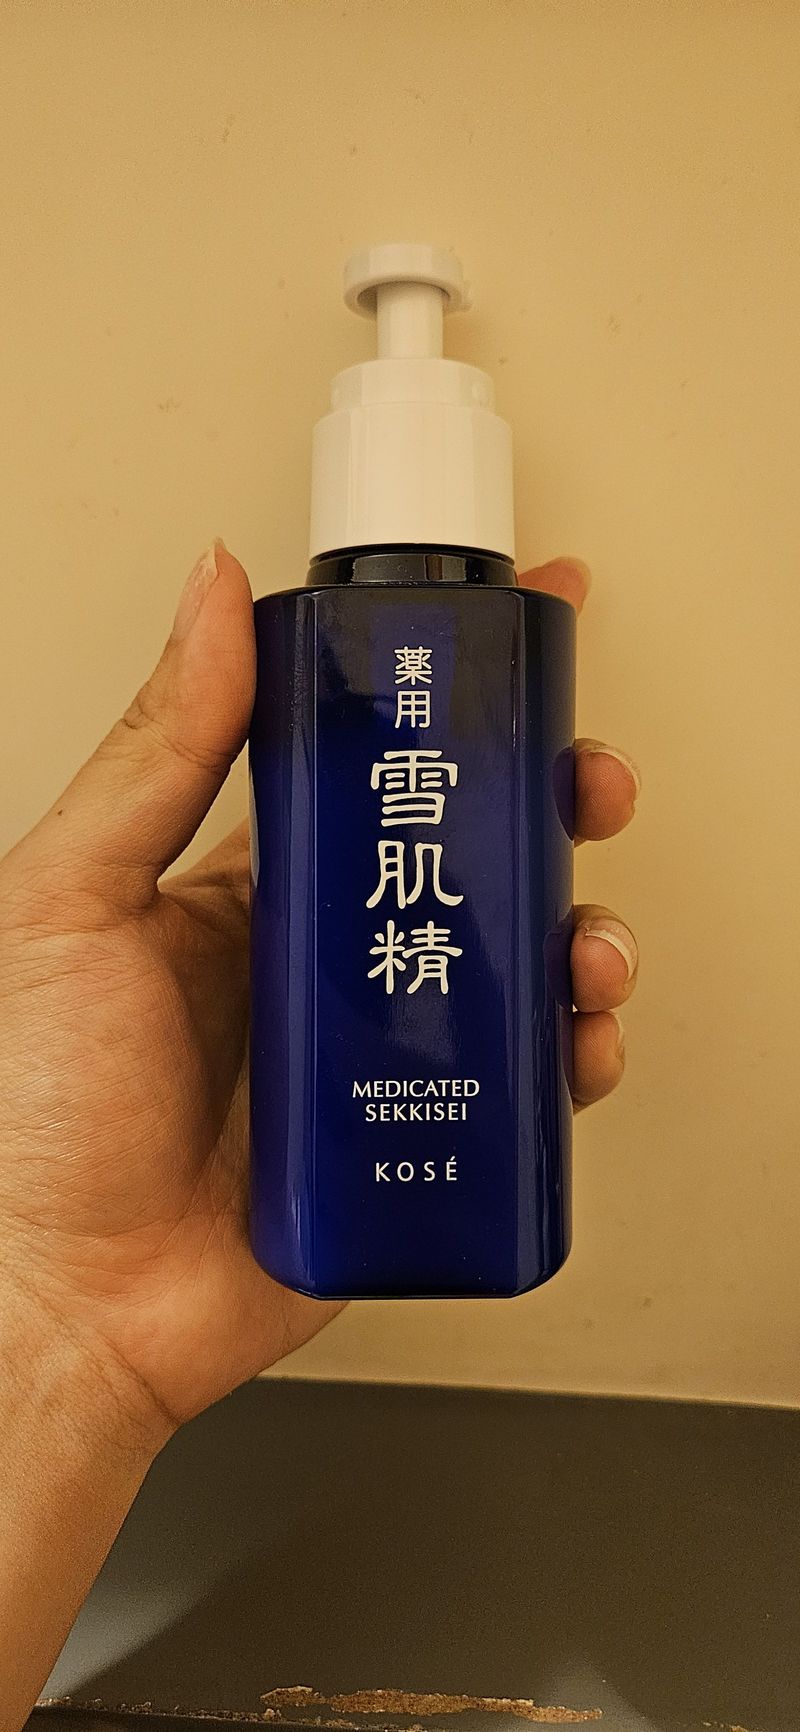 薬用
雪肌精
MEDICATED
SEKKISEI
KOSÉ